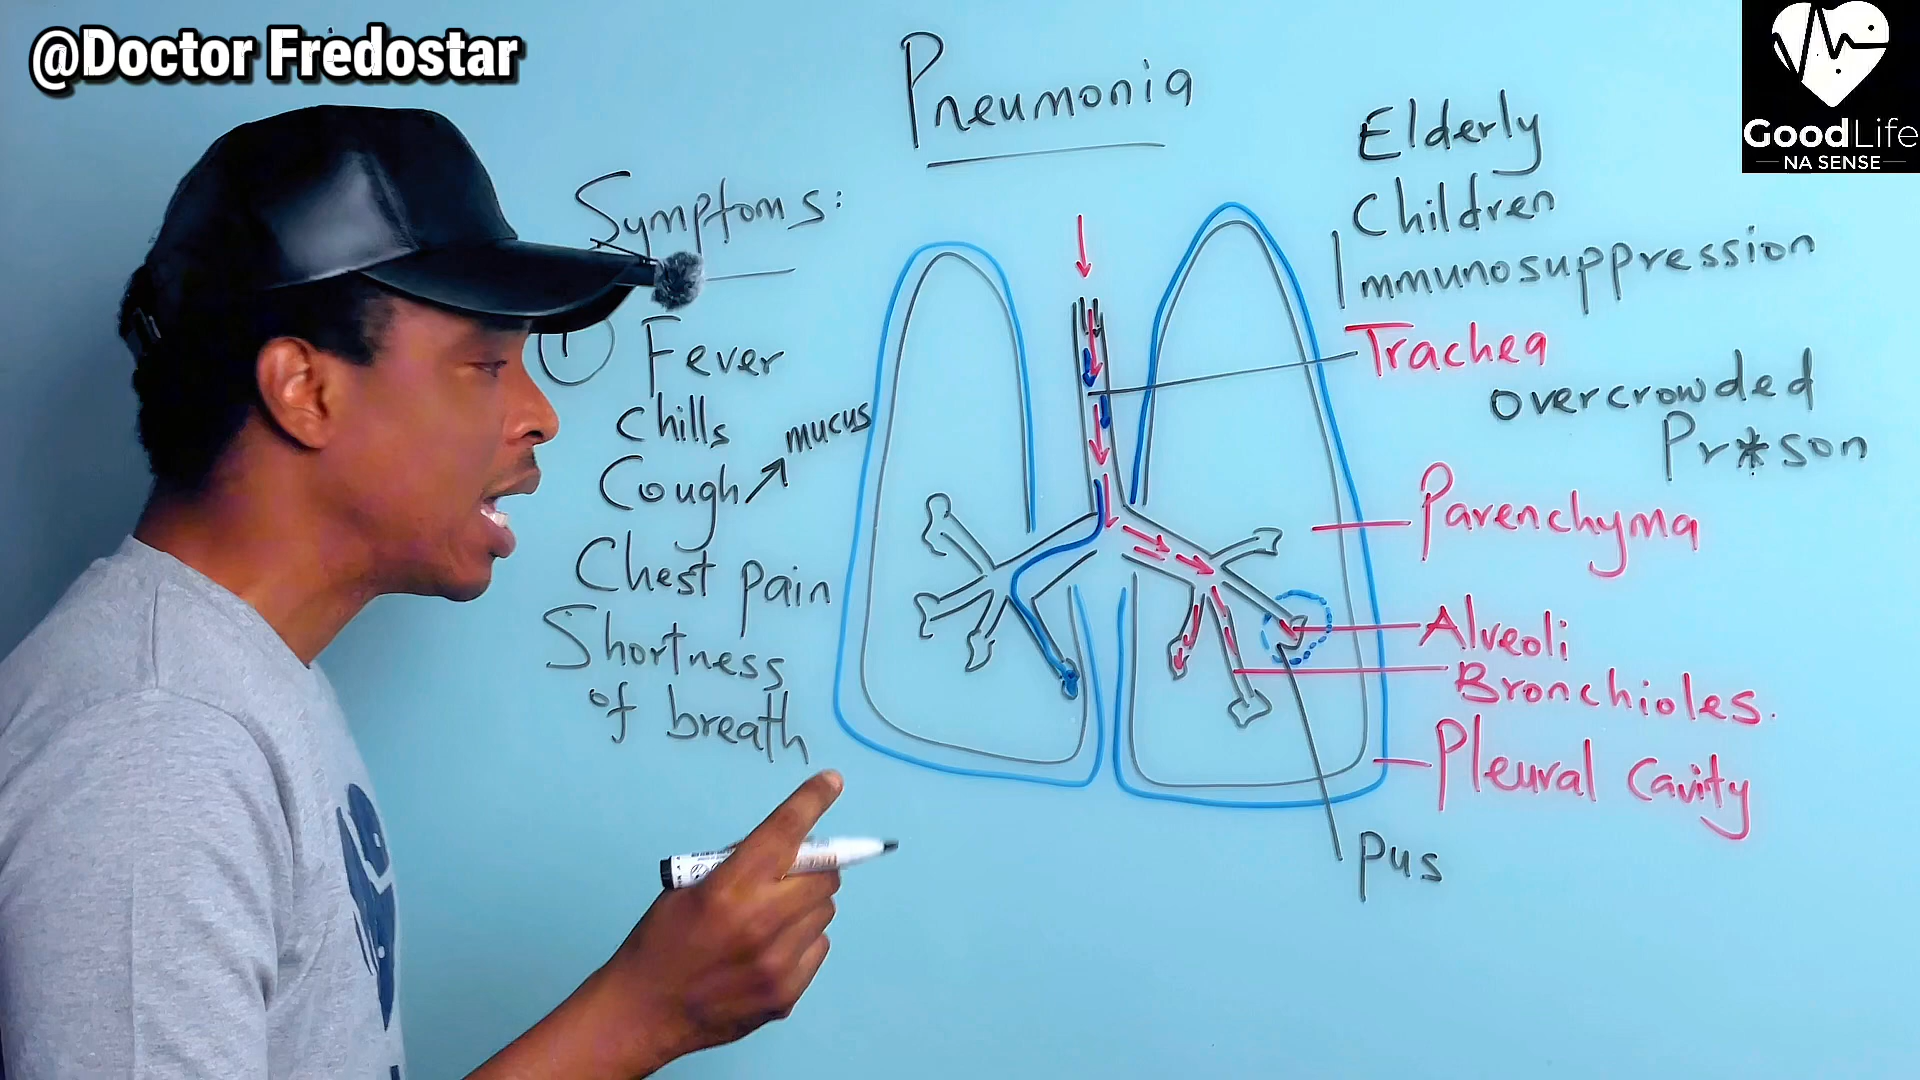 @Doctor Fredostar
GoodLife
NA SENSE
Pneumonia
Symptoms:
1 Fever
Chills
Cough mucus
Chest pain
Shortness
of breath
Elderly
Children
Immunosuppression
Trachea
overcrowded
Pr*son
Parenchyma
Alveoli
Bronchioles.
Pleural cavity
pus